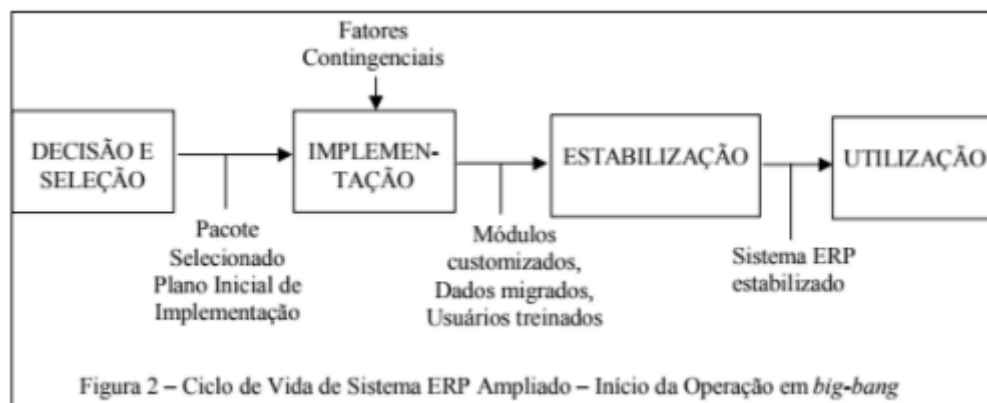 Fatores
Contingenciais
DECISÃO E
SELEÇÃO
IMPLEMEN-
TAÇÃO
ESTABILIZAÇÃO
UTILIZAÇÃO
Pacote
Selecionado
Plano Inicial de
Implementação
Módulos
customizados,
Dados migrados,
Usuários treinados
Sistema ERP
estabilizado
Figura 2 – Ciclo de Vida de Sistema ERP Ampliado – Início da Operação em big-bang